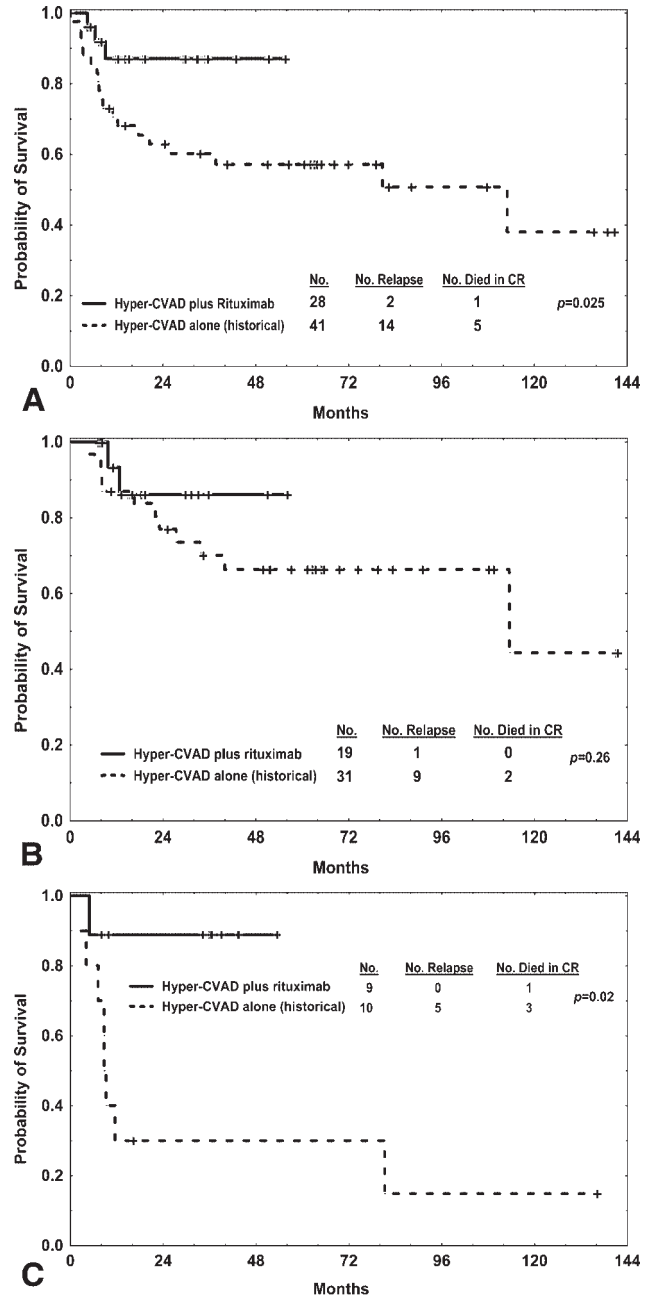 1.0
0.8
0.6
0.4
0.2
0.0
Probability of Survival
No. No. Relapse No. Died in CR
Hyper-CVAD plus Rituximab 28 2 1
Hyper-CVAD alone (historical) 41 14 5
p=0.025
0 24 48 72 96 120 144
Months
A
1.0
0.8
0.6
0.4
0.2
0.0
Probability of Survival
No. No. Relapse No. Died in CR
Hyper-CVAD plus rituximab 19 1 0
Hyper-CVAD alone (historical) 31 9 2
p=0.26
0 24 48 72 96 120 144
Months
B
1.0
0.8
0.6
0.4
0.2
0.0
Probability of Survival
No. No. Relapse No. Died in CR
Hyper-CVAD plus rituximab 9 0 1
Hyper-CVAD alone (historical) 10 5 3
p=0.02
0 24 48 72 96 120 144
Months
C